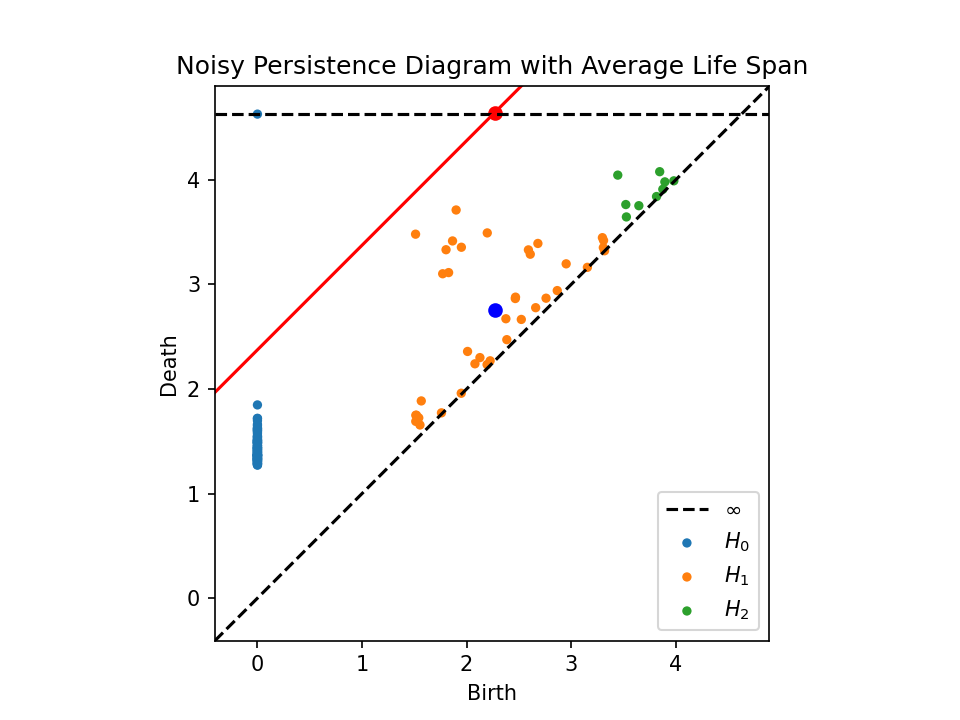 Noisy Persistence Diagram with Average Life Span
Death
4
3
2
1
0
0 1 2 3 4
Birth
∞
H₀
H₁
H₂